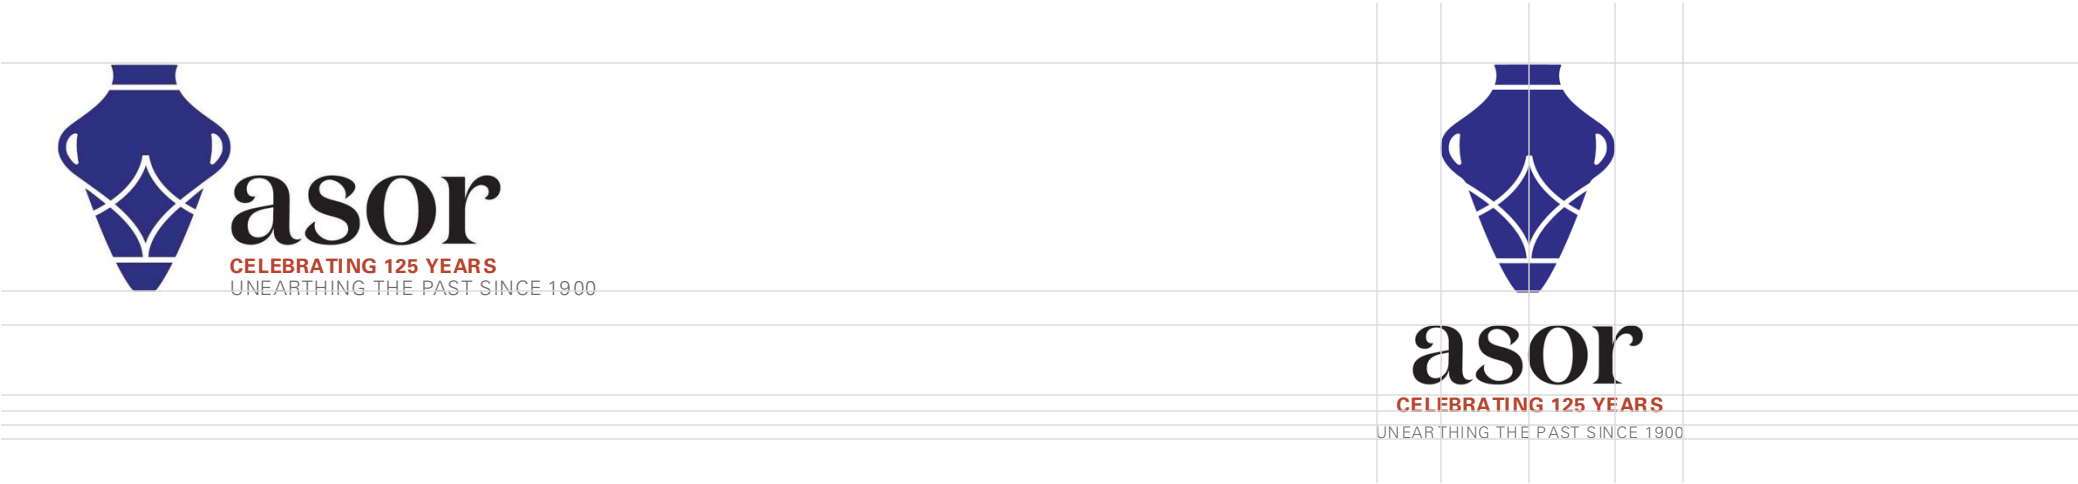 asor
CELEBRATING 125 YEARS
UNEARTHING THE PAST SINCE 1900
asor
CELEBRATING 125 YEARS
UNEARTHING THE PAST SINCE 1900